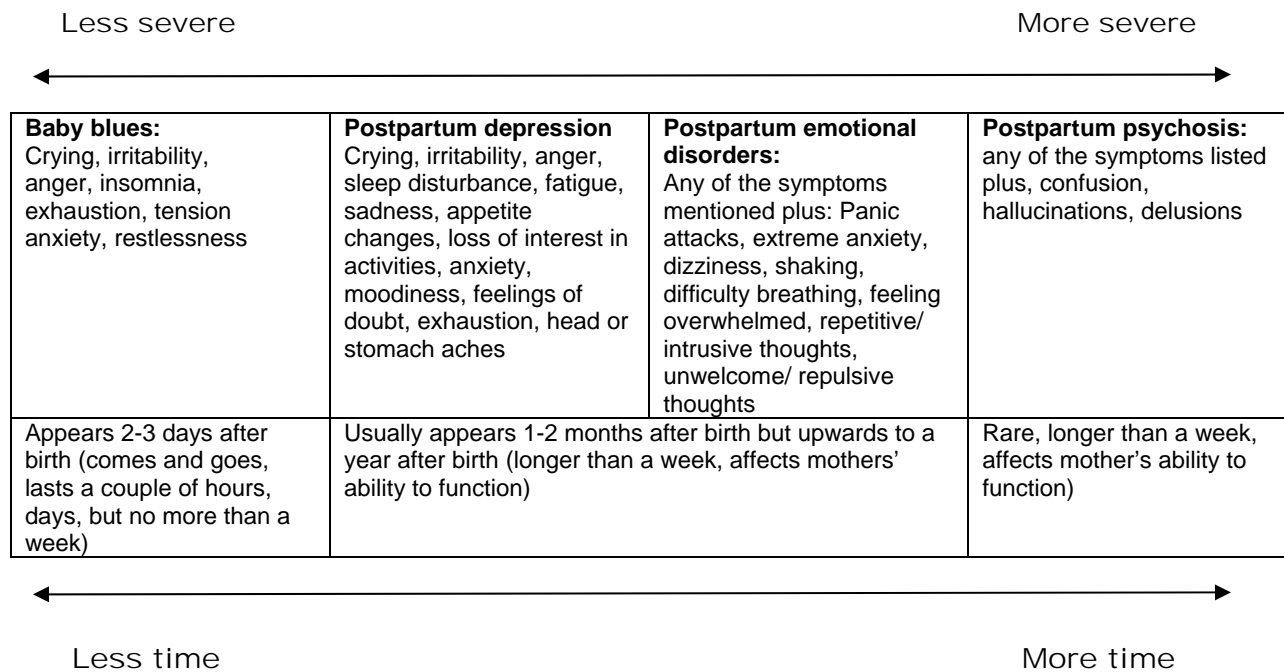 Less severe
More severe
Baby blues:
Crying, irritability,
anger, insomnia,
exhaustion, tension
anxiety, restlessness
Postpartum depression
Crying, irritability, anger,
sleep disturbance, fatigue,
sadness, appetite
changes, loss of interest in
activities, anxiety,
moodiness, feelings of
doubt, exhaustion, head or
stomach aches
Postpartum emotional
disorders:
Any of the symptoms
mentioned plus: Panic
attacks, extreme anxiety,
dizziness, shaking,
difficulty breathing, feeling
overwhelmed, repetitive/
intrusive thoughts,
unwelcome/ repulsive
thoughts
Postpartum psychosis:
any of the symptoms listed
plus, confusion,
hallucinations, delusions
Appears 2-3 days after
birth (comes and goes,
lasts a couple of hours,
days, but no more than a
week)
Usually appears 1-2 months after birth but upwards to a
year after birth (longer than a week, affects mothers’
ability to function)
Rare, longer than a week,
affects mother’s ability to
function)
Less time
More time